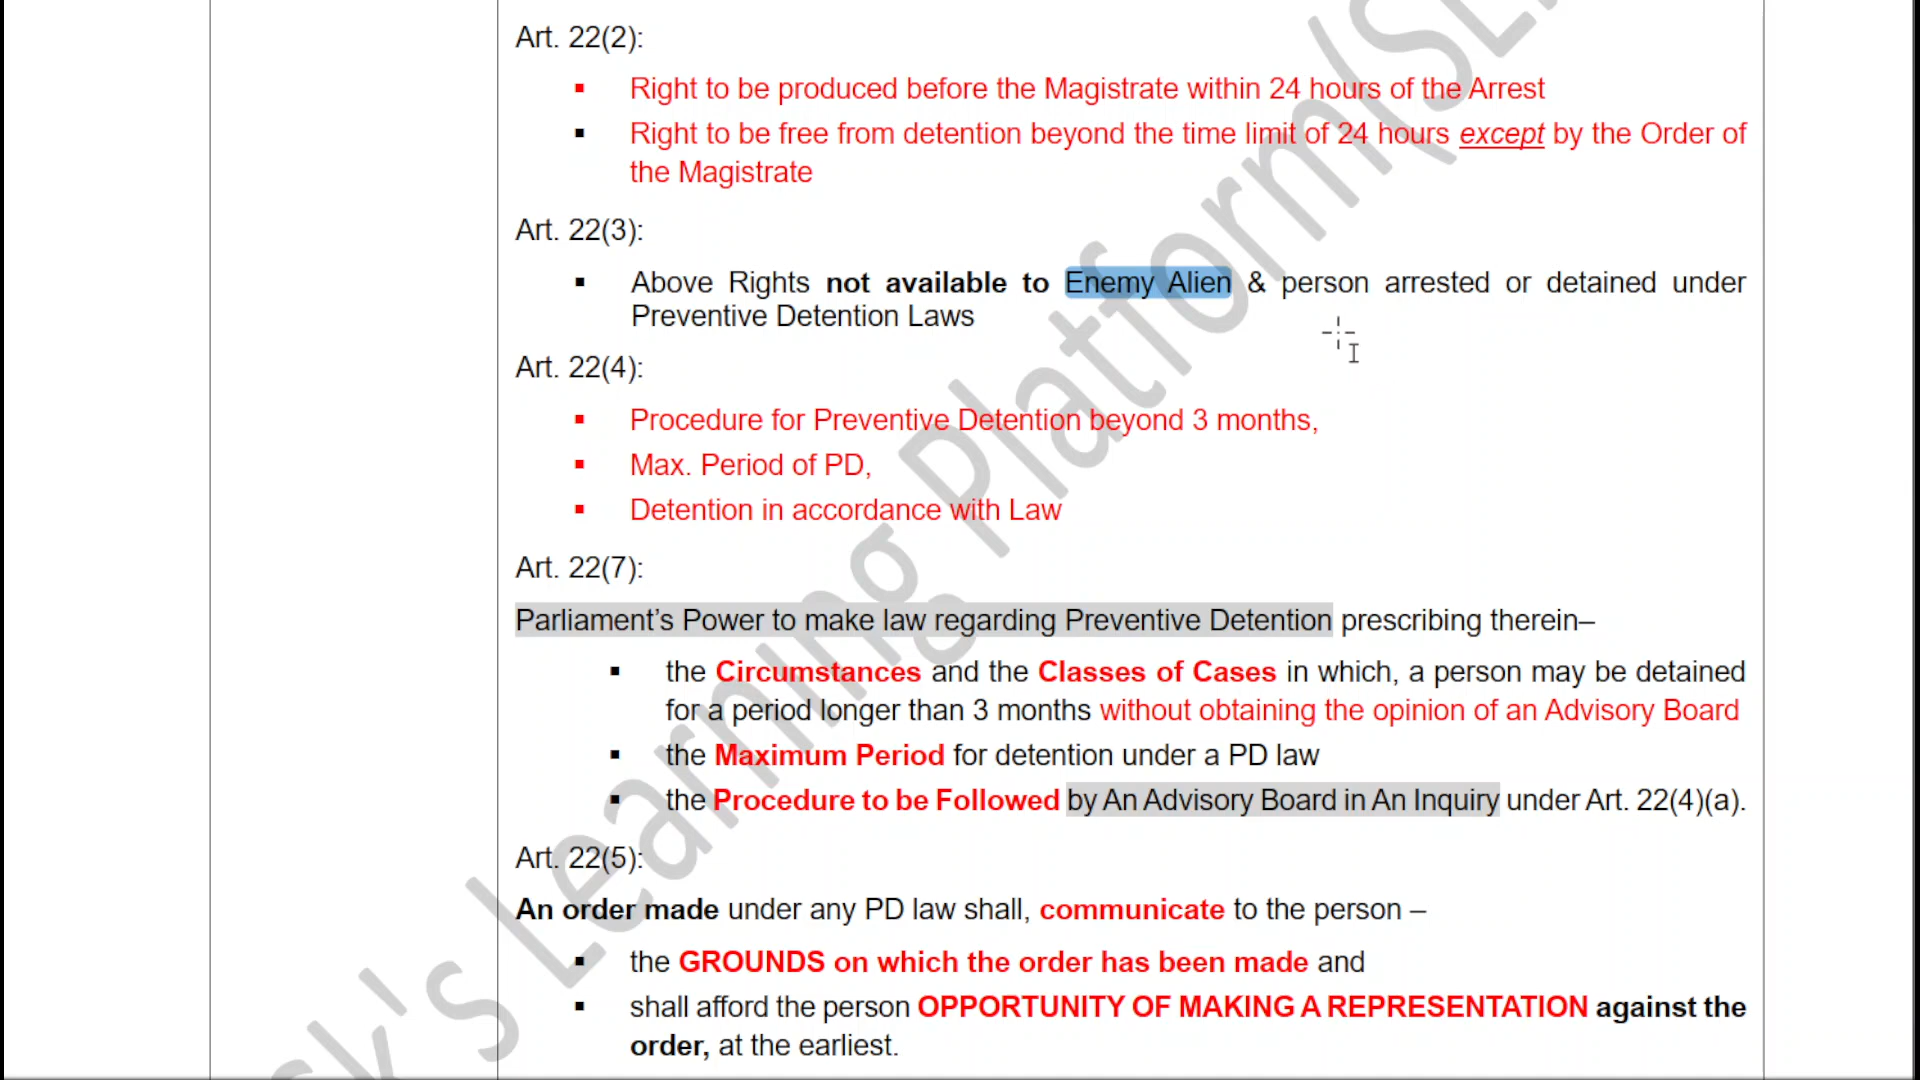 Art. 22(2):
▪ Right to be produced before the Magistrate within 24 hours of the Arrest
▪ Right to be free from detention beyond the time limit of 24 hours except by the Order of
the Magistrate
Art. 22(3):
▪ Above Rights not available to Enemy Alien & person arrested or detained under
Preventive Detention Laws
Art. 22(4):
▪ Procedure for Preventive Detention beyond 3 months,
▪ Max. Period of PD,
▪ Detention in accordance with Law
Art. 22(7):
Parliament’s Power to make law regarding Preventive Detention prescribing therein–
▪ the Circumstances and the Classes of Cases in which, a person may be detained
for a period longer than 3 months without obtaining the opinion of an Advisory Board
▪ the Maximum Period for detention under a PD law
▪ the Procedure to be Followed by An Advisory Board in An Inquiry under Art. 22(4)(a).
Art. 22(5):
An order made under any PD law shall, communicate to the person –
▪ the GROUNDS on which the order has been made and
▪ shall afford the person OPPORTUNITY OF MAKING A REPRESENTATION against the
order, at the earliest.
Learning Platform